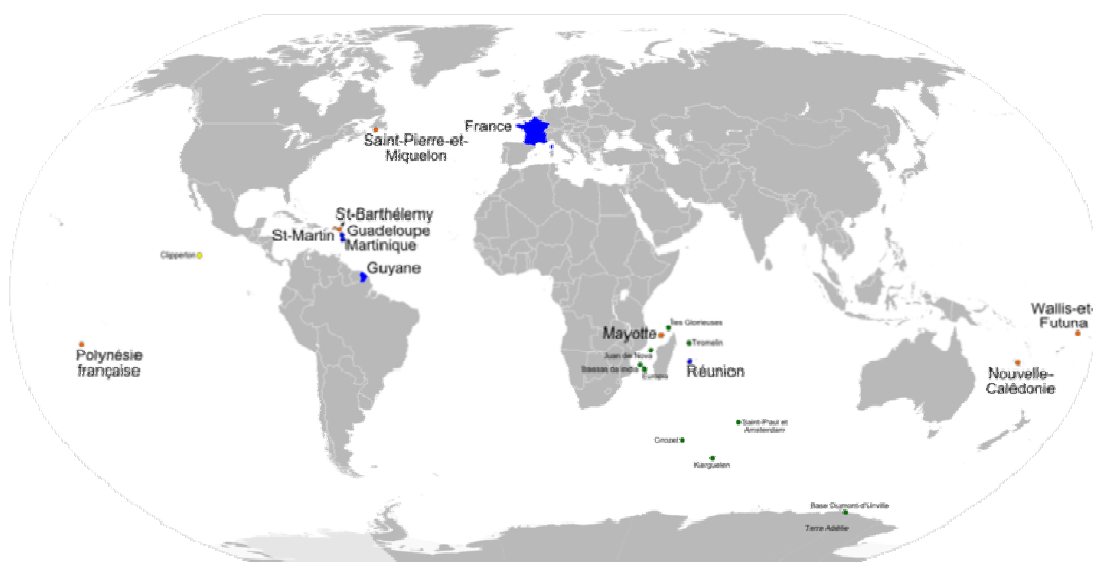 France
Saint-Pierre-et-
Miquelon
St-Barthélemy
St-Martin
Guadeloupe
Martinique
Clipperton
Guyane
Îles Glorieuses
Mayotte
Tromelin
Juan de Nova
Bassas da India
Europa
Réunion
Wallis-et-
Futuna
Polynésie
française
Nouvelle-
Calédonie
Saint-Paul et
Amsterdam
Crozet
Kerguelen
Base Dumont-d'Urville
Terre Adélie